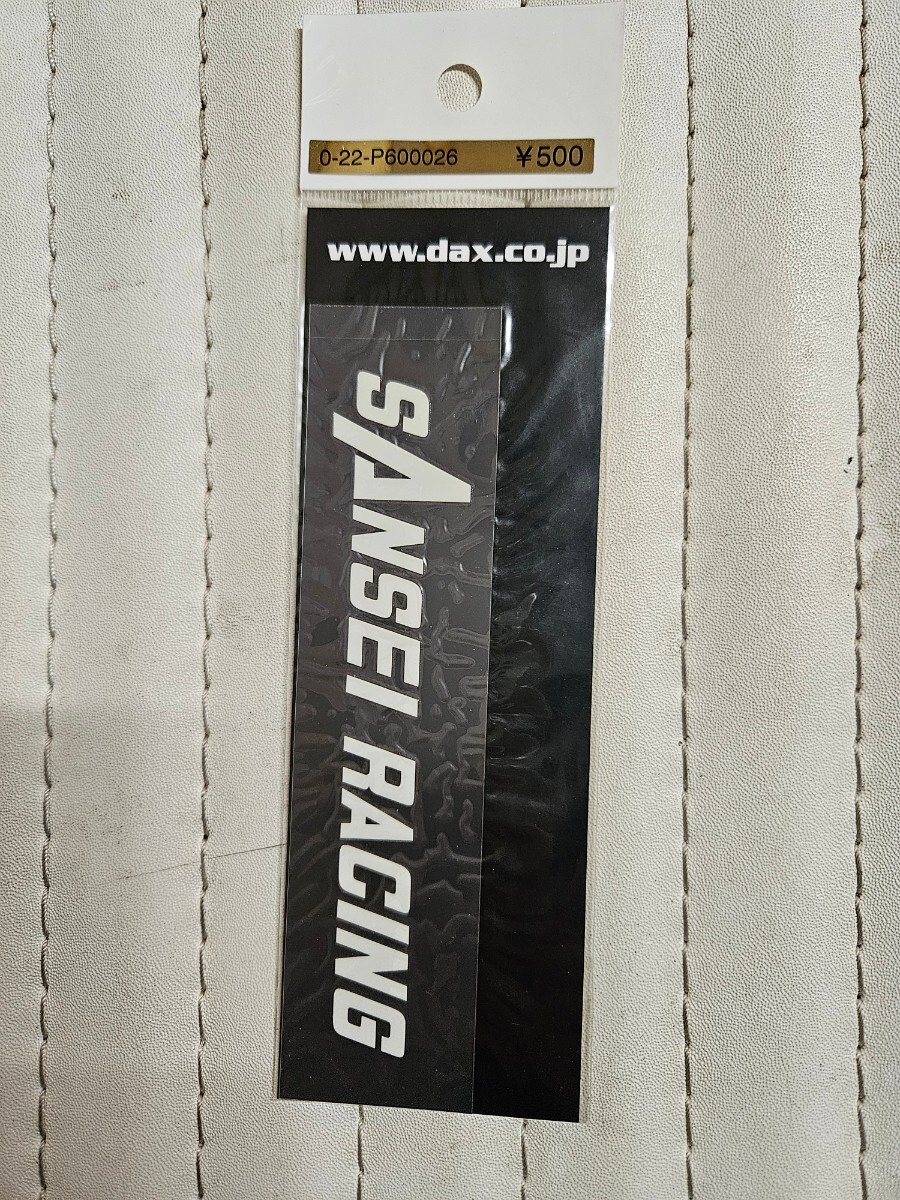 0-22-P600026 ¥500
www.dax.co.jp
SANSEI RACING